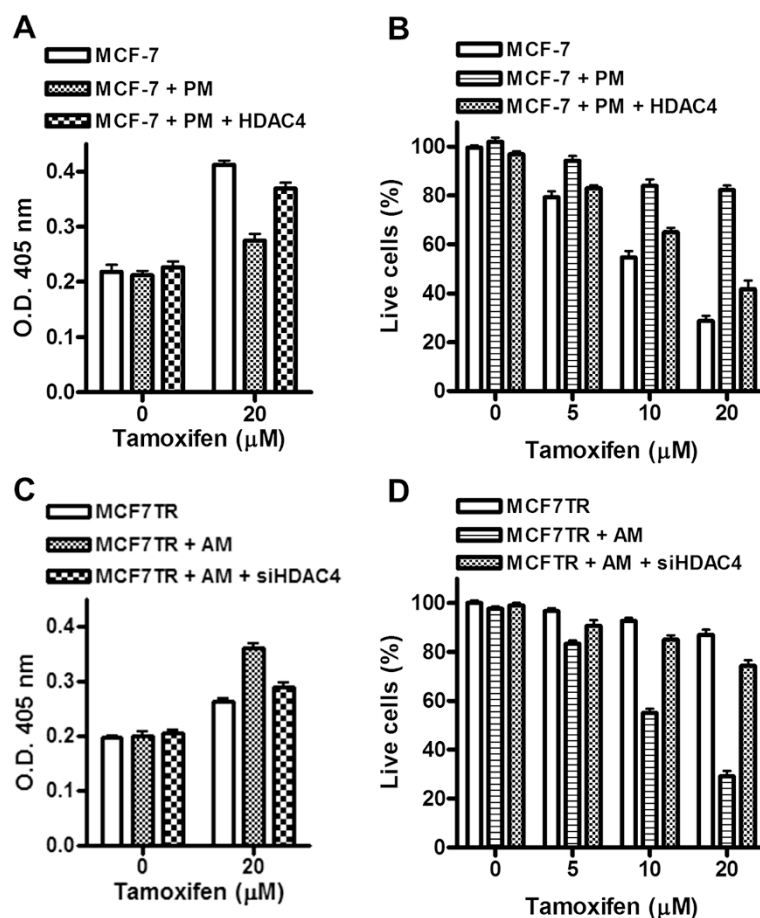 A
MCF-7
MCF-7 + PM
MCF-7 + PM + HDAC4
O.D. 405 nm
0.4
0.3
0.2
0.1
0.0
0 20
Tamoxifen (μM)
B
MCF-7
MCF-7 + PM
MCF-7 + PM + HDAC4
Live cells (%)
100
80
60
40
20
0
0 5 10 20
Tamoxifen (μM)
C
MCF7TR
MCF7TR + AM
MCF7TR + AM + siHDAC4
O.D. 405 nm
0.4
0.3
0.2
0.1
0.0
0 20
Tamoxifen (μM)
D
MCF7TR
MCF7TR + AM
MCFTR + AM + siHDAC4
Live cells (%)
100
80
60
40
20
0
0 5 10 20
Tamoxifen (μM)